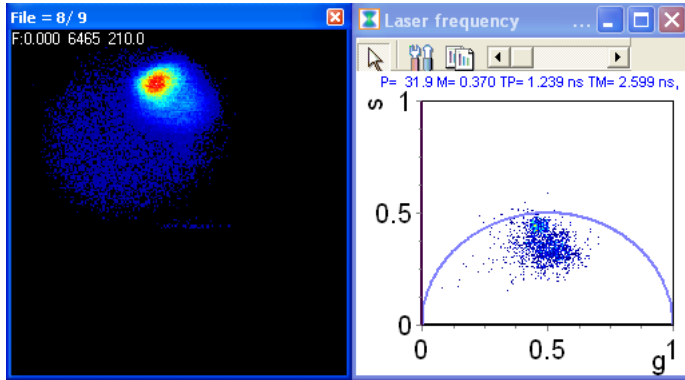 File = 8/ 9
F:0.000 6465 210.0
Laser frequency ...
P= 31.9 M= 0.370 TP= 1.239 ns TM= 2.599 ns,
s
1
0.5
0
0
0.5
1
g